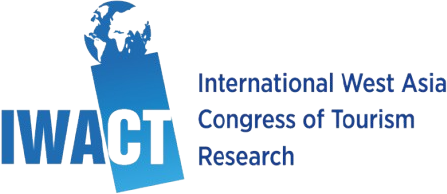 IWACT
International West Asia
Congress of Tourism
Research